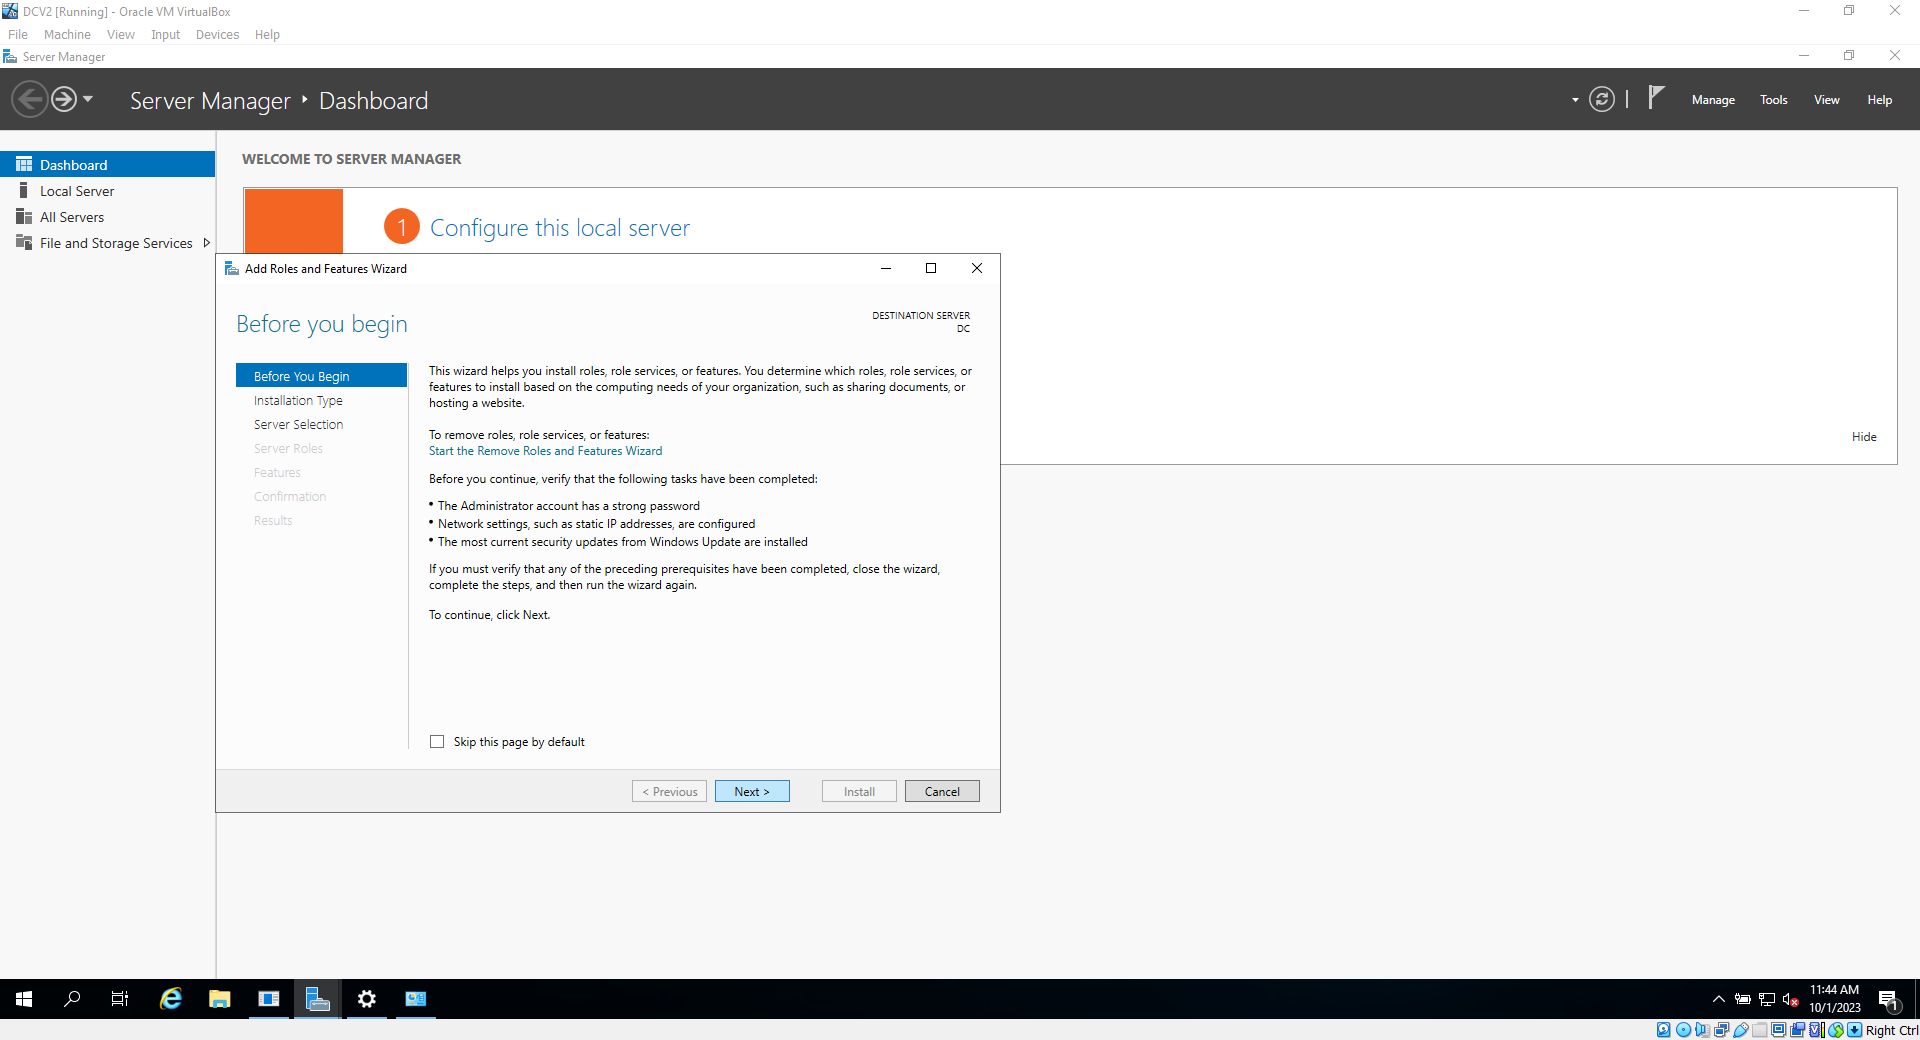 DCV2 [Running] - Oracle VM VirtualBox
File Machine View Input Devices Help
Server Manager
Server Manager Dashboard
Manage Tools View Help
Dashboard
Local Server
All Servers
File and Storage Services
WELCOME TO SERVER MANAGER
1 Configure this local server
Hide
Add Roles and Features Wizard
Before you begin
DESTINATION SERVER
DC
Before You Begin
Installation Type
Server Selection
Server Roles
Features
Confirmation
Results
This wizard helps you install roles, role services, or features. You determine which roles, role services, or
features to install based on the computing needs of your organization, such as sharing documents, or
hosting a website.
To remove roles, role services, or features:
Start the Remove Roles and Features Wizard
Before you continue, verify that the following tasks have been completed:
• The Administrator account has a strong password
• Network settings, such as static IP addresses, are configured
• The most current security updates from Windows Update are installed
If you must verify that any of the preceding prerequisites have been completed, close the wizard,
complete the steps, and then run the wizard again.
To continue, click Next.
Skip this page by default
< Previous Next > Install Cancel
11:44 AM
10/1/2023
1
Right Ctrl